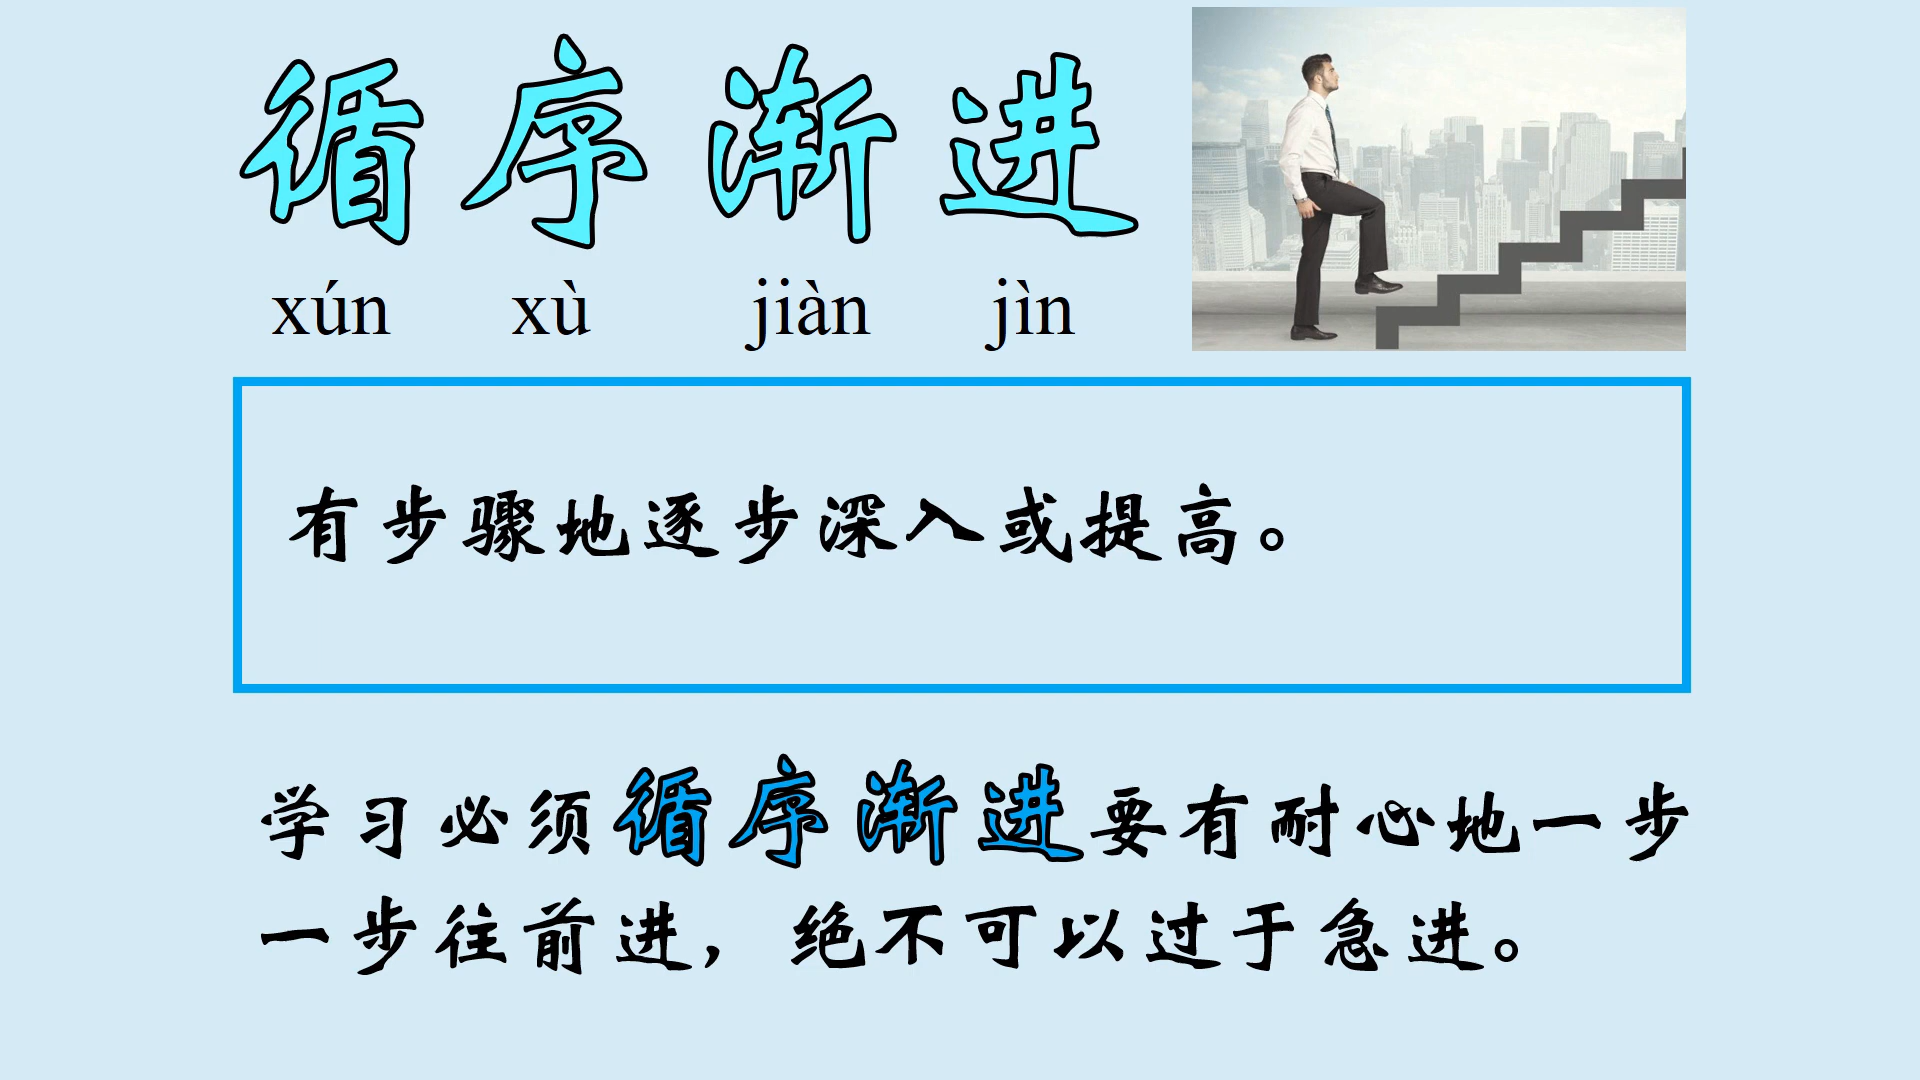 循序渐进
xún xù jiàn jìn
有步骤地逐步深入或提高。
学习必须循序渐进要有耐心地一步
一步往前进，绝不可以过于急进。